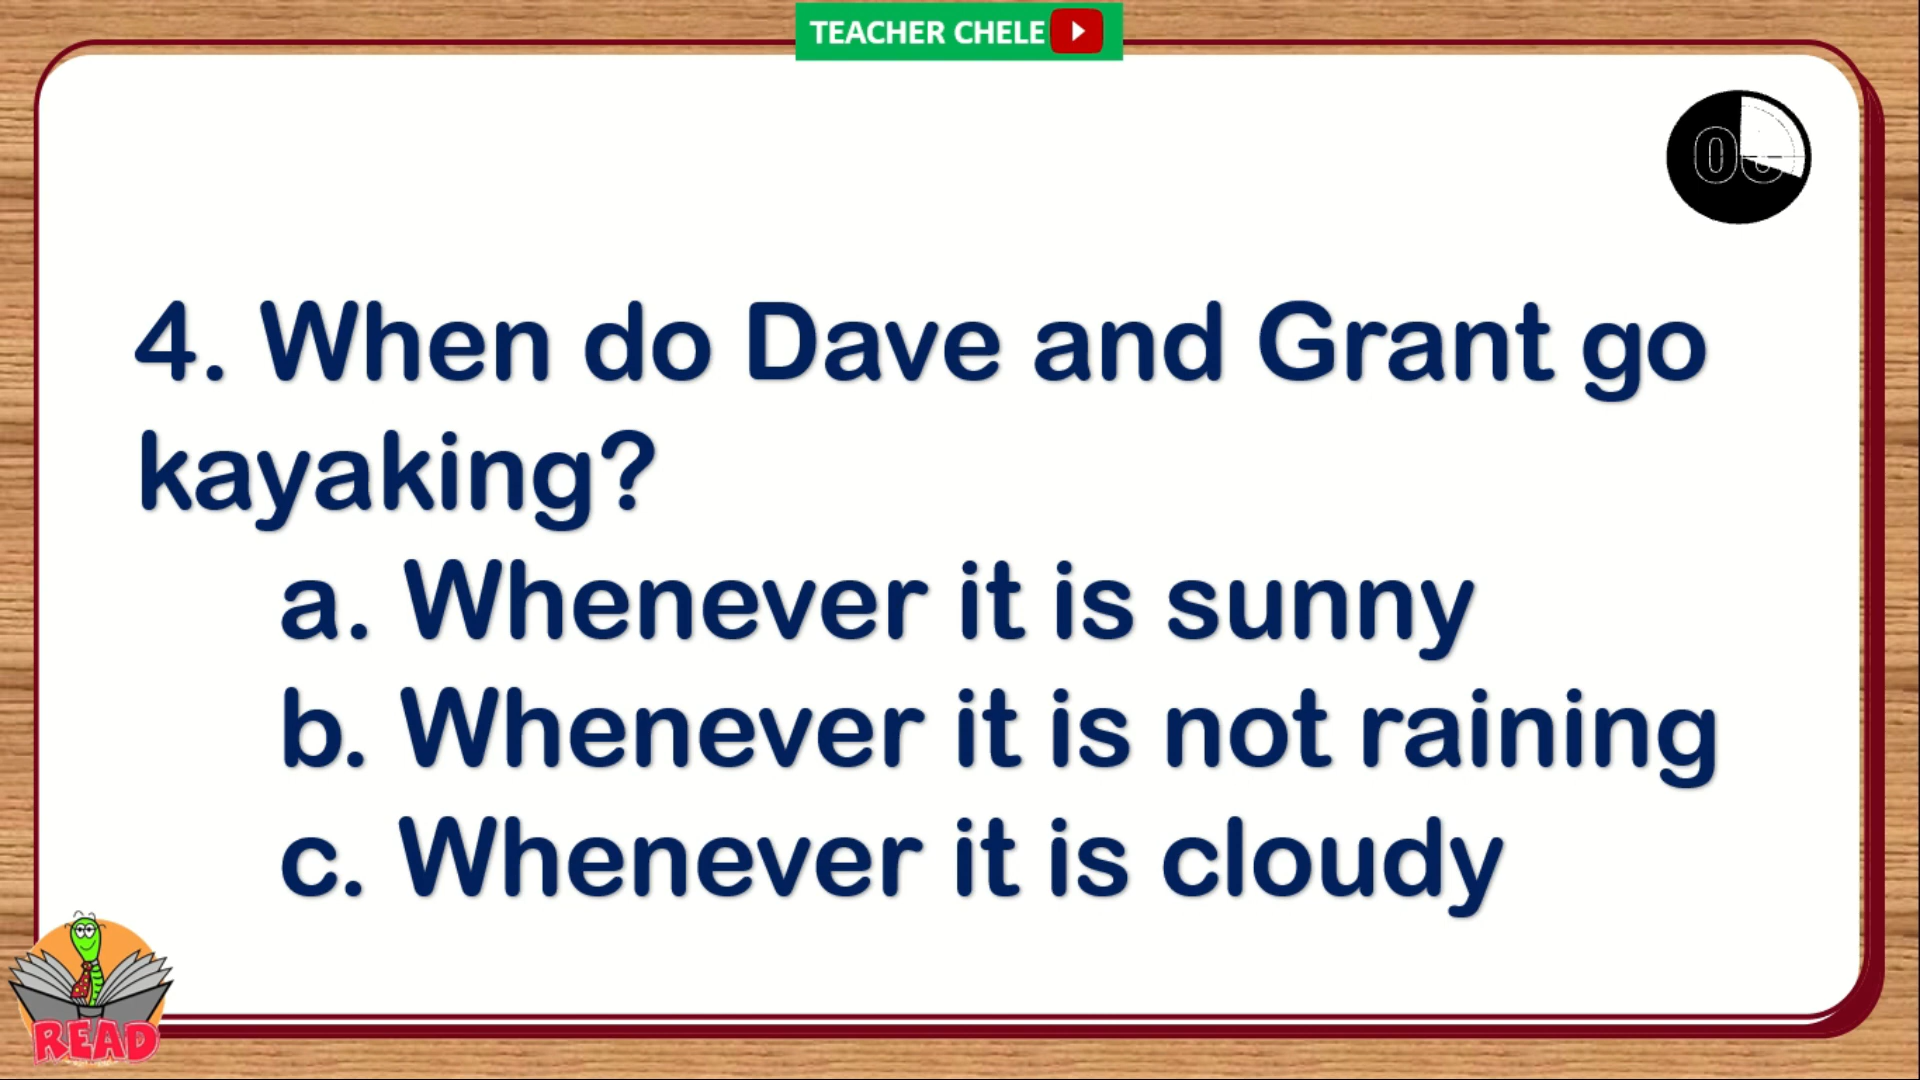 TEACHER CHELE
4. When do Dave and Grant go
kayaking?
a. Whenever it is sunny
b. Whenever it is not raining
c. Whenever it is cloudy
READ